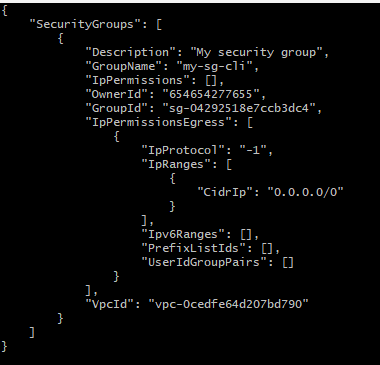 {
    "SecurityGroups": [
        {
            "Description": "My security group",
            "GroupName": "my-sg-cli",
            "IpPermissions": [],
            "OwnerId": "654654277655",
            "GroupId": "sg-04292518e7ccb3dc4",
            "IpPermissionsEgress": [
                {
                    "IpProtocol": "-1",
                    "IpRanges": [
                        {
                            "CidrIp": "0.0.0.0/0"
                        }
                    ],
                    "Ipv6Ranges": [],
                    "PrefixListIds": [],
                    "UserIdGroupPairs": []
                }
            ],
            "VpcId": "vpc-0cedfe64d207bd790"
        }
    ]
}